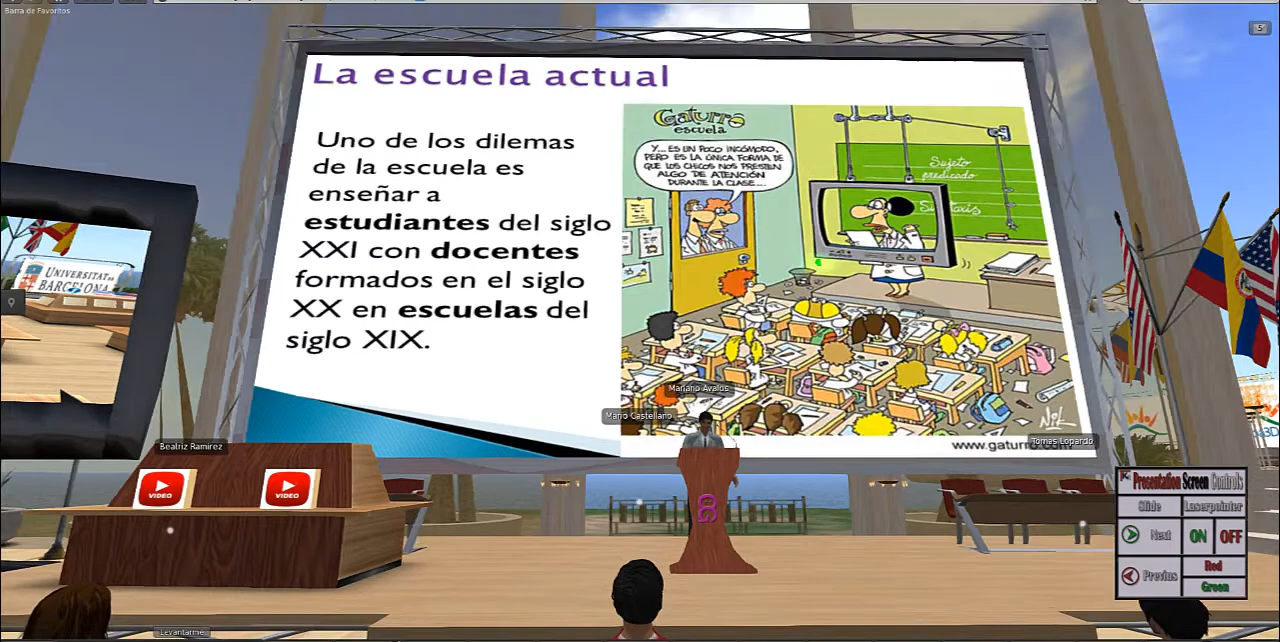 Barra de Favoritos
5
La escuela actual
Uno de los dilemas
de la escuela es
enseñar a
estudiantes del siglo
XXI con docentes
formados en el siglo
XX en escuelas del
siglo XIX.
Gaturro
escuela
Y... ES UN POCO INCÓMODO,
PERO ES LA ÚNICA FORMA DE
QUE LOS CHICOS NOS PRESTEN
ALGO DE ATENCIÓN
DURANTE LA CLASE...
Sujeto
predicado
NIK
www.gaturro.com
UNIVERSITAT DE
BARCELONA
Mariano Avalos
Mario Castellano
Tomas Lopardo
Beatriz Ramirez
VIDEO
VIDEO
CG
Presentation Screen Controls
Slide
Laserpointer
Next
ON
OFF
Previus
Red
Green
Levantarme